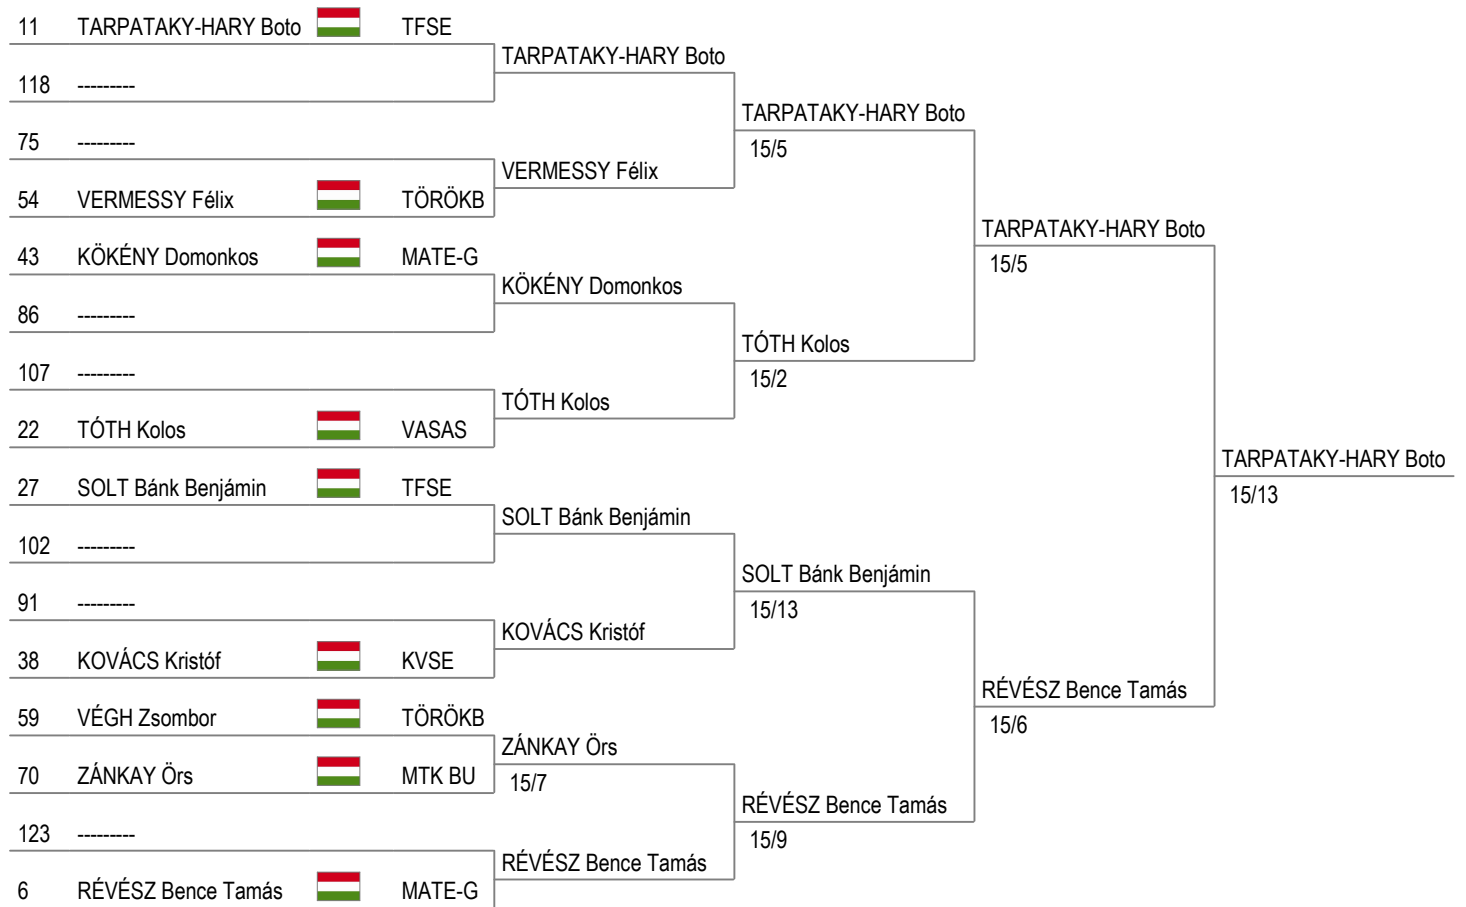 11 TARPATAKY-HARY Boto TFSE
TARPATAKY-HARY Boto
118 ---------
TARPATAKY-HARY Boto
75 ---------
15/5
VERMESSY Félix
54 VERMESSY Félix TÖRÖKB
TARPATAKY-HARY Boto
43 KÖKÉNY Domonkos MATE-G
15/5
KÖKÉNY Domonkos
86 ---------
TÓTH Kolos
107 ---------
15/2
TÓTH Kolos
22 TÓTH Kolos VASAS
TARPATAKY-HARY Boto
27 SOLT Bánk Benjámin TFSE
15/13
SOLT Bánk Benjámin
102 ---------
SOLT Bánk Benjámin
91 ---------
15/13
KOVÁCS Kristóf
38 KOVÁCS Kristóf KVSE
RÉVÉSZ Bence Tamás
59 VÉGH Zsombor TÖRÖKB
15/6
ZÁNKAY Örs
70 ZÁNKAY Örs MTK BU
15/7
RÉVÉSZ Bence Tamás
123 ---------
15/9
RÉVÉSZ Bence Tamás
6 RÉVÉSZ Bence Tamás MATE-G